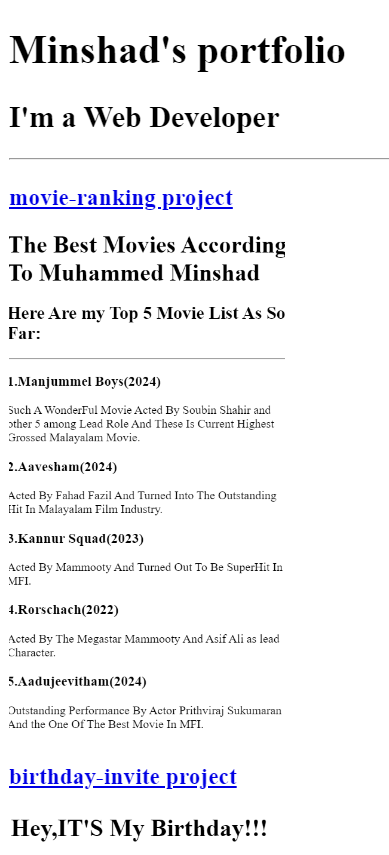 Minshad's portfolio
I'm a Web Developer
movie-ranking project
The Best Movies According
To Muhammed Minshad
Here Are my Top 5 Movie List As So
Far:
1.Manjummel Boys(2024)
Such A WonderFul Movie Acted By Soubin Shahir and
other 5 among Lead Role And These Is Current Highest
Grossed Malayalam Movie.
2.Aavesham(2024)
Acted By Fahad Fazil And Turned Into The Outstanding
Hit In Malayalam Film Industry.
3.Kannur Squad(2023)
Acted By Mammooty And Turned Out To Be SuperHit In
MFI.
4.Rorschach(2022)
Acted By The Megastar Mammooty And Asif Ali as lead
Character.
5.Aadujeevitham(2024)
Outstanding Performance By Actor Prithviraj Sukumaran
And the One Of The Best Movie In MFI.
birthday-invite project
Hey,IT'S My Birthday!!!